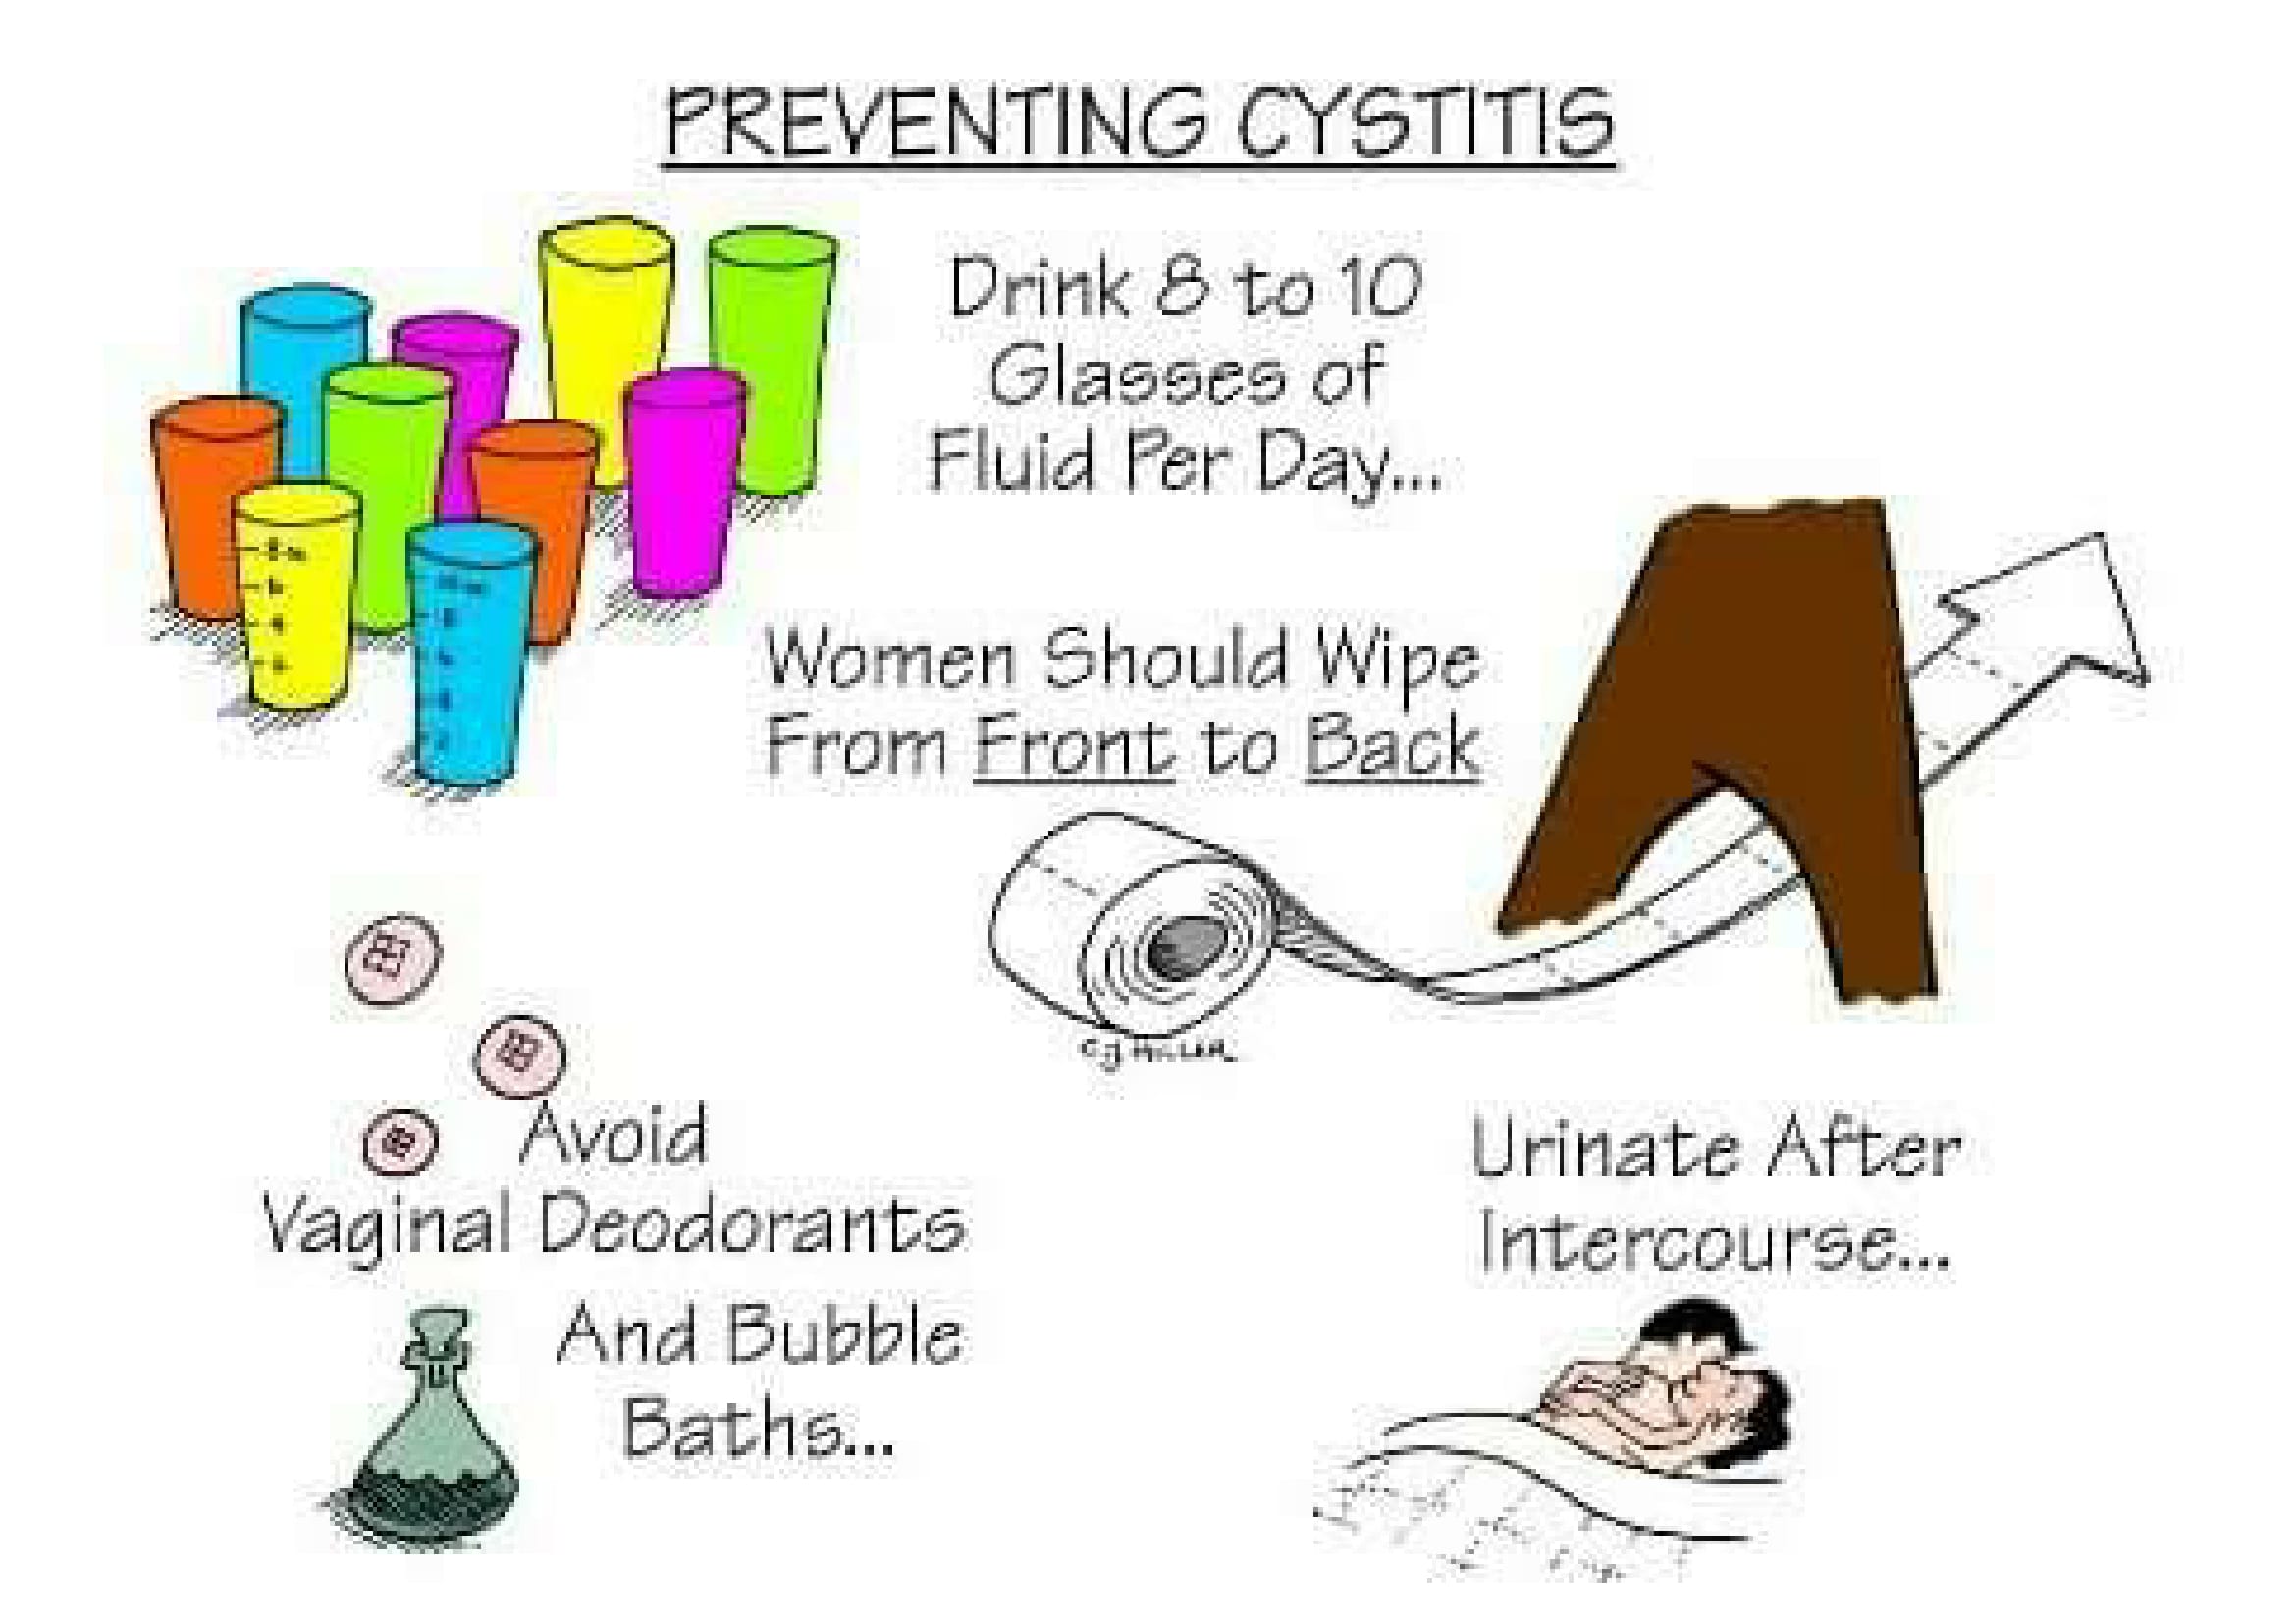 PREVENTING CYSTITIS
Drink 8 to 10
Glasses of
Fluid Per Day...
Women Should Wipe
From Front to Back
C.J. MILLER
Avoid
Vaginal Deodorants
And Bubble
Baths...
Urinate After
Intercourse...